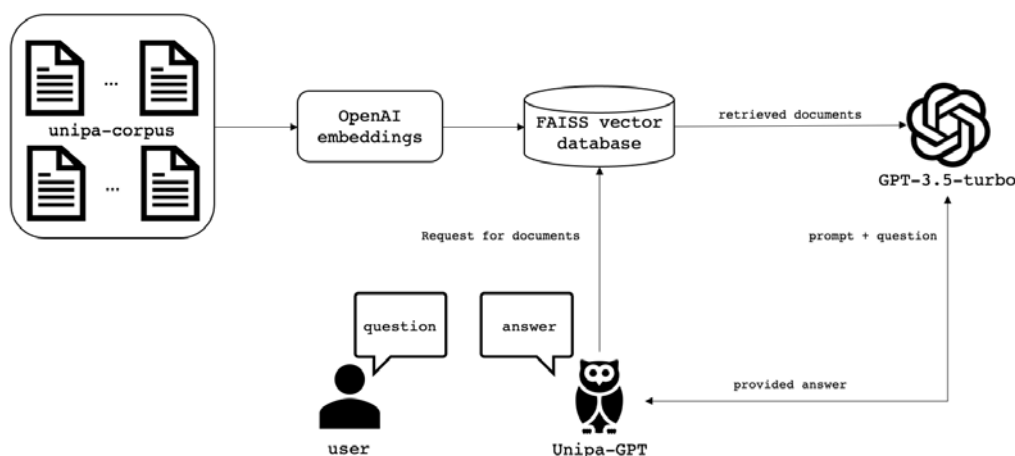 ...
unipa-corpus
...
OpenAI
embeddings
FAISS vector
database
retrieved documents
GPT-3.5-turbo
Request for documents
prompt + question
question
answer
provided answer
user
Unipa-GPT